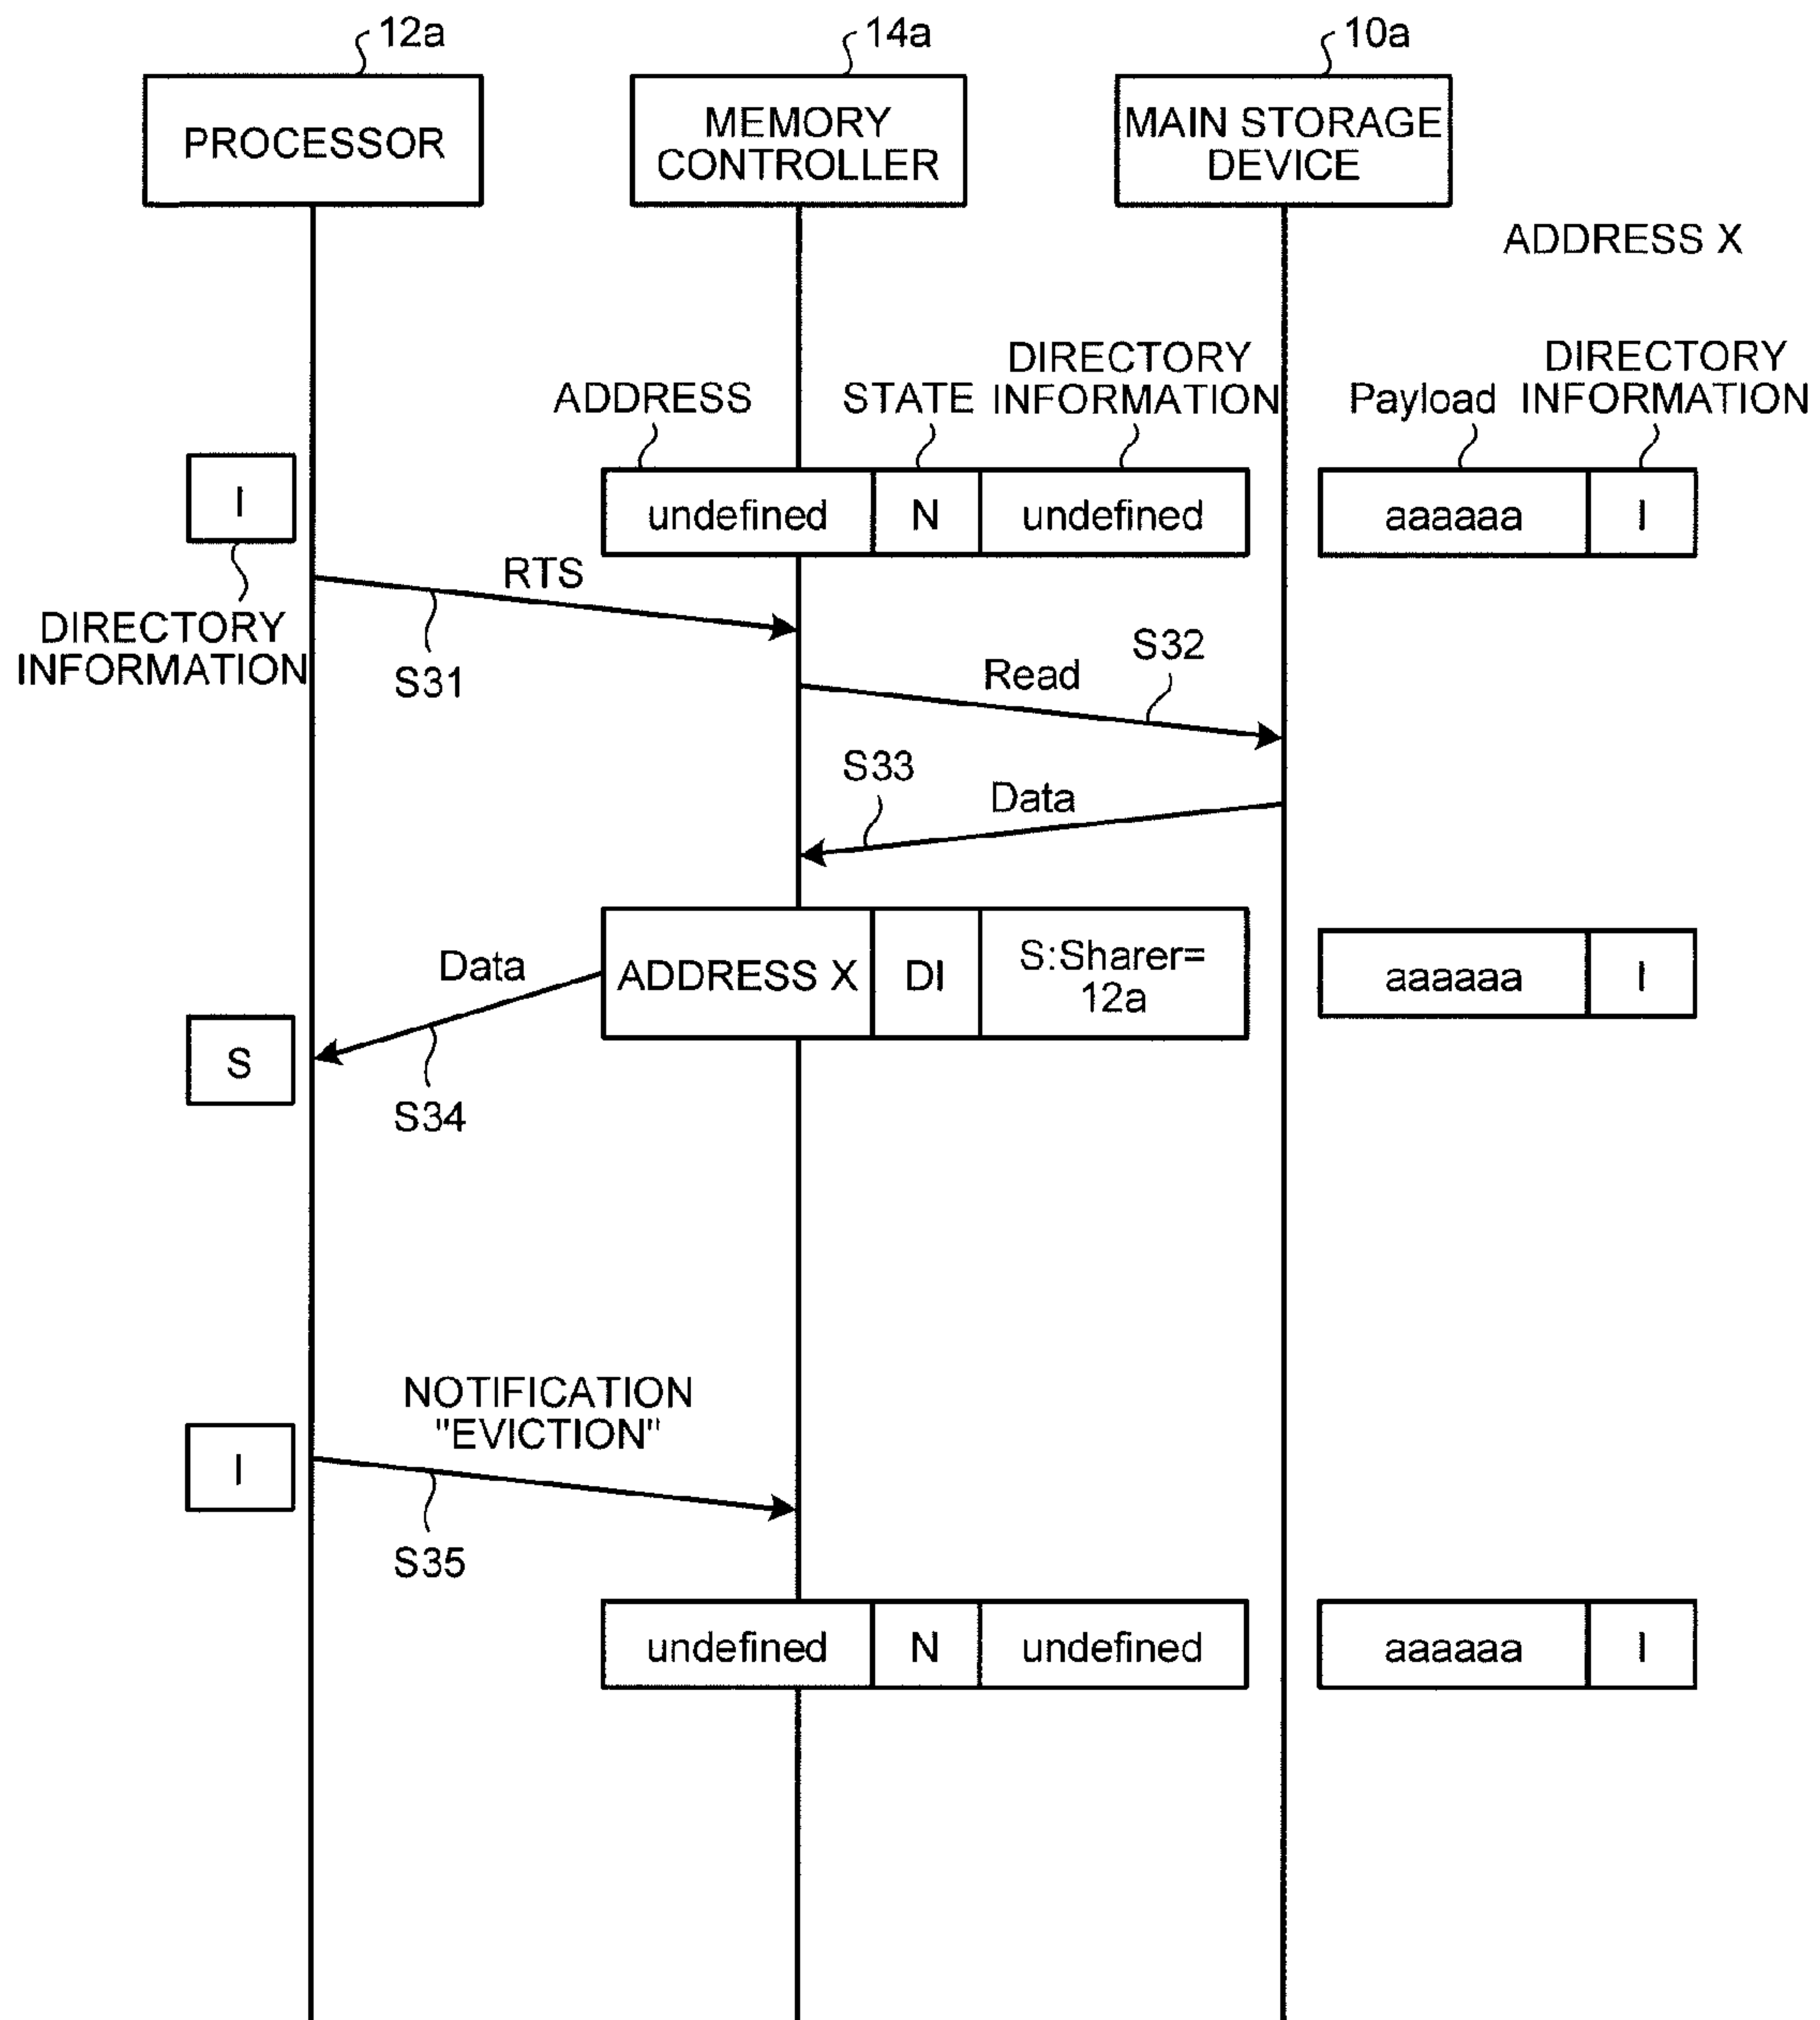 12a
14a
10a
PROCESSOR
MEMORY
CONTROLLER
MAIN STORAGE
DEVICE
ADDRESS X
ADDRESS
STATE
DIRECTORY
INFORMATION
Payload
DIRECTORY
INFORMATION
I
undefined
N
undefined
aaaaaa
I
DIRECTORY
INFORMATION
RTS
S31
Read
S32
S33
Data
Data
ADDRESS X
DI
S:Sharer=
12a
aaaaaa
I
S
S34
NOTIFICATION
"EVICTION"
I
S35
undefined
N
undefined
aaaaaa
I